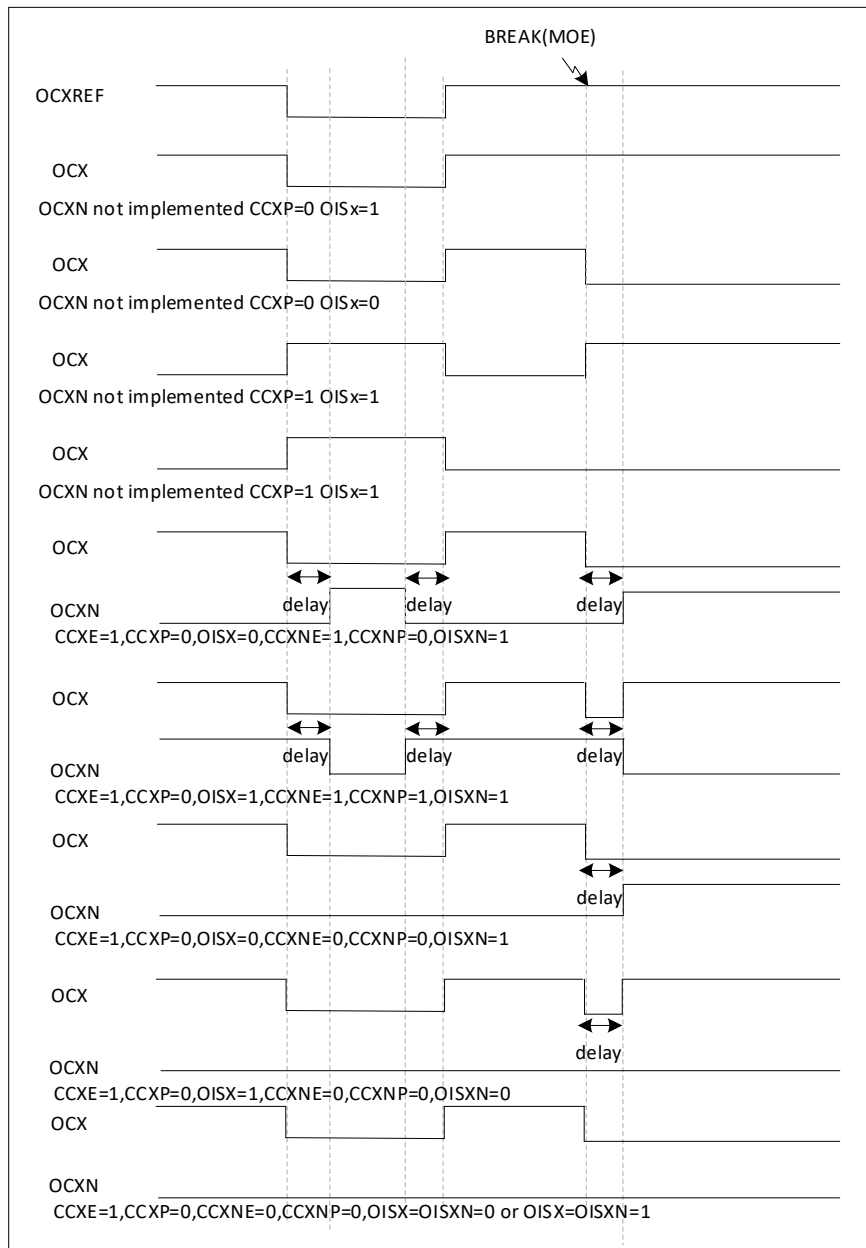 BREAK(MOE)
OCXREF
OCX
OCXN not implemented CCXP=0 OISx=1
OCX
OCXN not implemented CCXP=0 OISx=0
OCX
OCXN not implemented CCXP=1 OISx=1
OCX
OCXN not implemented CCXP=1 OISx=1
OCX
delay delay delay
OCXN
CCXE=1,CCXP=0,OISX=0,CCXNE=1,CCXNP=0,OISXN=1
OCX
delay delay delay
OCXN
CCXE=1,CCXP=0,OISX=1,CCXNE=1,CCXNP=1,OISXN=1
OCX
delay
OCXN
CCXE=1,CCXP=0,OISX=0,CCXNE=0,CCXNP=0,OISXN=1
OCX
delay
OCXN
CCXE=1,CCXP=0,OISX=1,CCXNE=0,CCXNP=0,OISXN=0
OCX
OCXN
CCXE=1,CCXP=0,CCXNE=0,CCXNP=0,OISX=OISXN=0 or OISX=OISXN=1